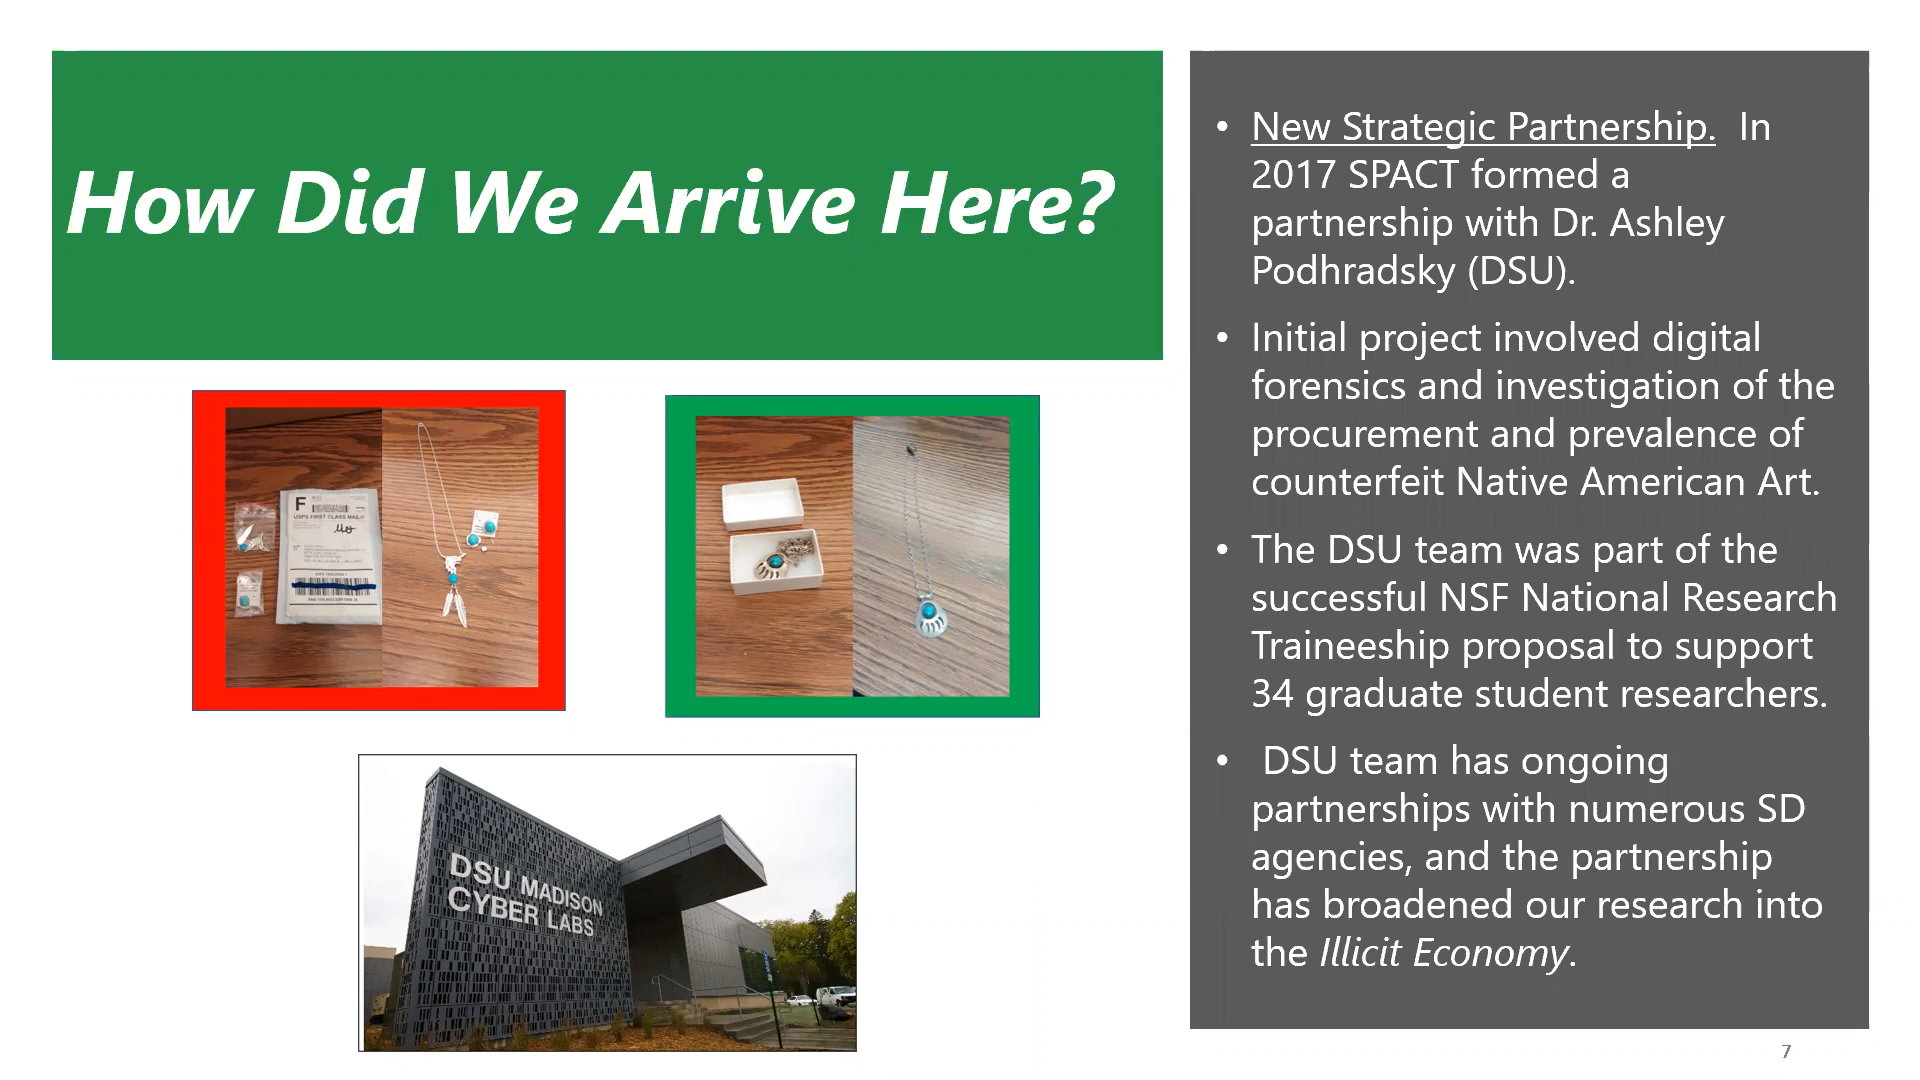 How Did We Arrive Here?
• New Strategic Partnership. In
2017 SPACT formed a
partnership with Dr. Ashley
Podhradsky (DSU).
• Initial project involved digital
forensics and investigation of the
procurement and prevalence of
counterfeit Native American Art.
• The DSU team was part of the
successful NSF National Research
Traineeship proposal to support
34 graduate student researchers.
• DSU team has ongoing
partnerships with numerous SD
agencies, and the partnership
has broadened our research into
the Illicit Economy.
F
USPS FIRST CLASS MAIL®
DSU MADISON
CYBER LABS
7